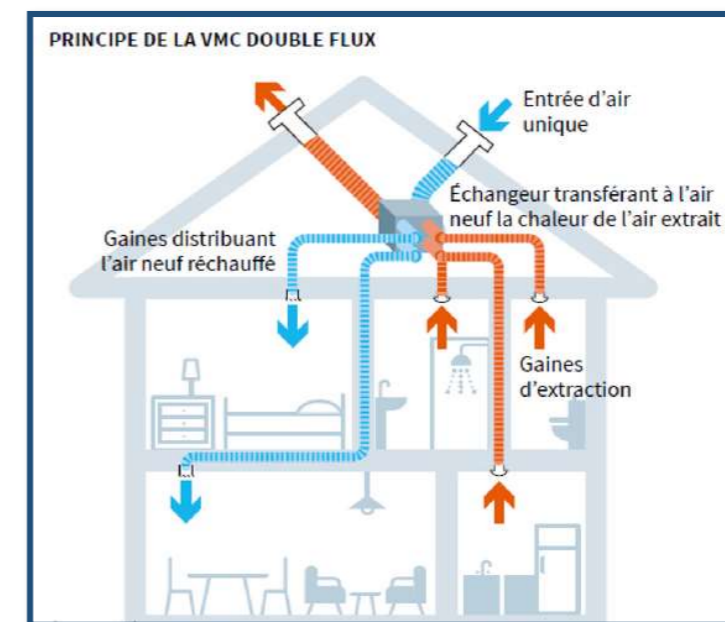 PRINCIPE DE LA VMC DOUBLE FLUX
Entrée d'air
unique
Échangeur transférant à l'air
neuf la chaleur de l'air extrait
Gaines distribuant
l'air neuf réchauffé
Gaines
d'extraction